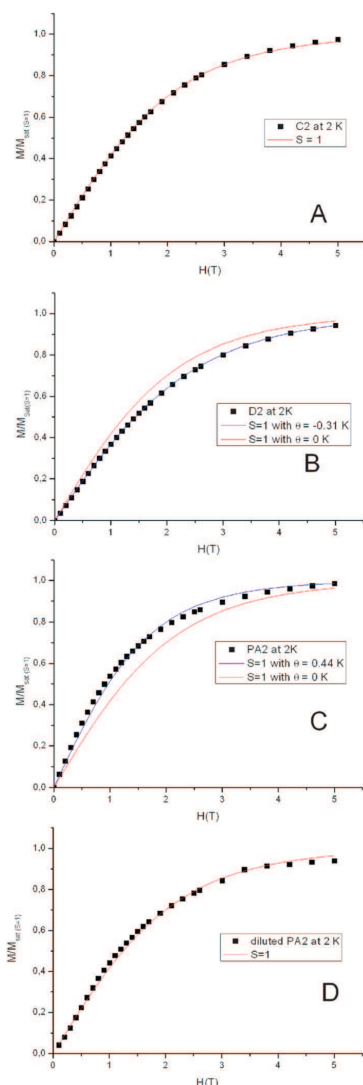 1,0
0,8
0,6
0,4
0,2
0,0
M/Msat (S=1)
C2 at 2 K
S = 1
A
0 1 2 3 4 5
H(T)
1,0
0,8
0,6
0,4
0,2
0,0
M/MSat(S=1)
D2 at 2K
S=1 with θ = -0.31 K
S=1 with θ = 0 K
B
0 1 2 3 4 5
H(T)
1,0
0,8
0,6
0,4
0,2
0,0
M/Msat (S=1)
PA2 at 2K
S=1 with θ = 0.44 K
S=1 with θ = 0 K
C
0 1 2 3 4 5
H(T)
1,0
0,8
0,6
0,4
0,2
0,0
M/Msat (S=1)
diluted PA2 at 2 K
S=1
D
0 1 2 3 4 5
H(T)